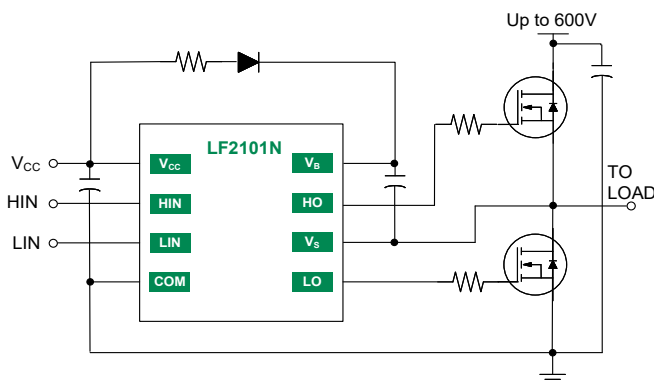 Up to 600V
LF2101N
VCC
VCC
VB
TO
LOAD
HIN
HIN
HO
LIN
LIN
VS
COM
LO